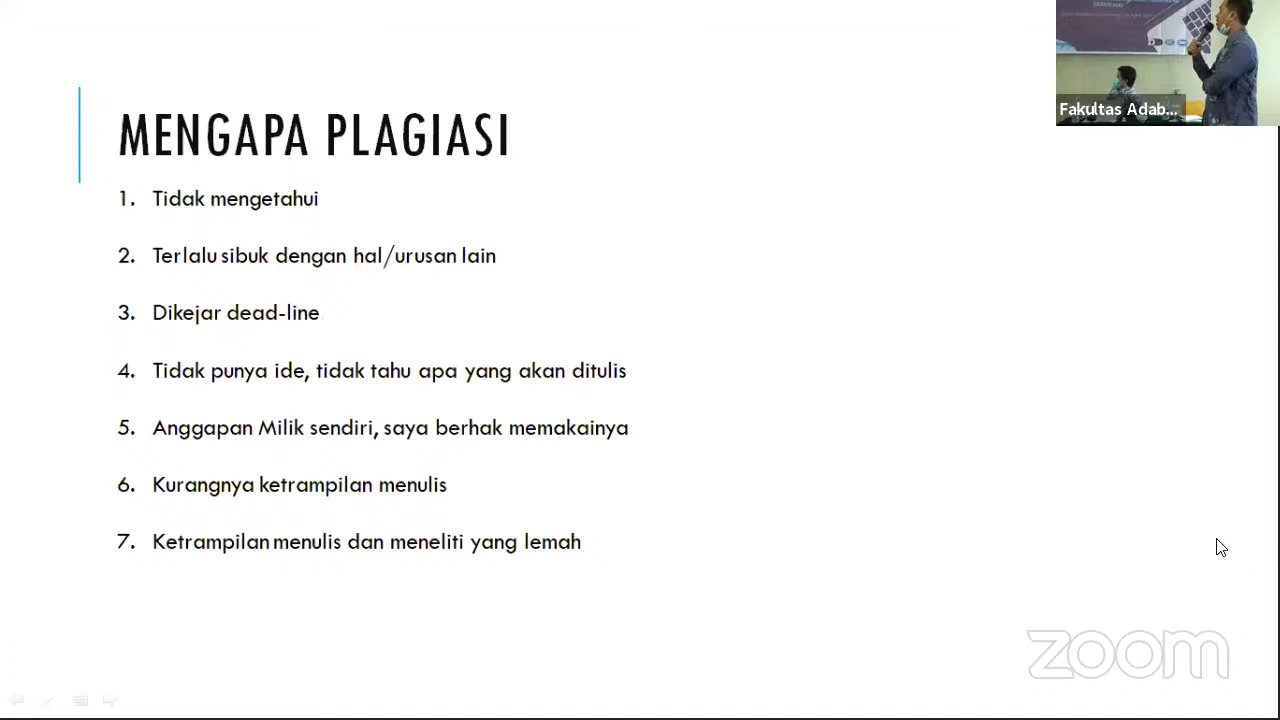 MENGAPA PLAGIASI
1. Tidak mengetahui
2. Terlalu sibuk dengan hal/urusan lain
3. Dikejar dead-line
4. Tidak punya ide, tidak tahu apa yang akan ditulis
5. Anggapan Milik sendiri, saya berhak memakainya
6. Kurangnya ketrampilan menulis
7. Ketrampilan menulis dan meneliti yang lemah
Fakultas Adab...
zoom